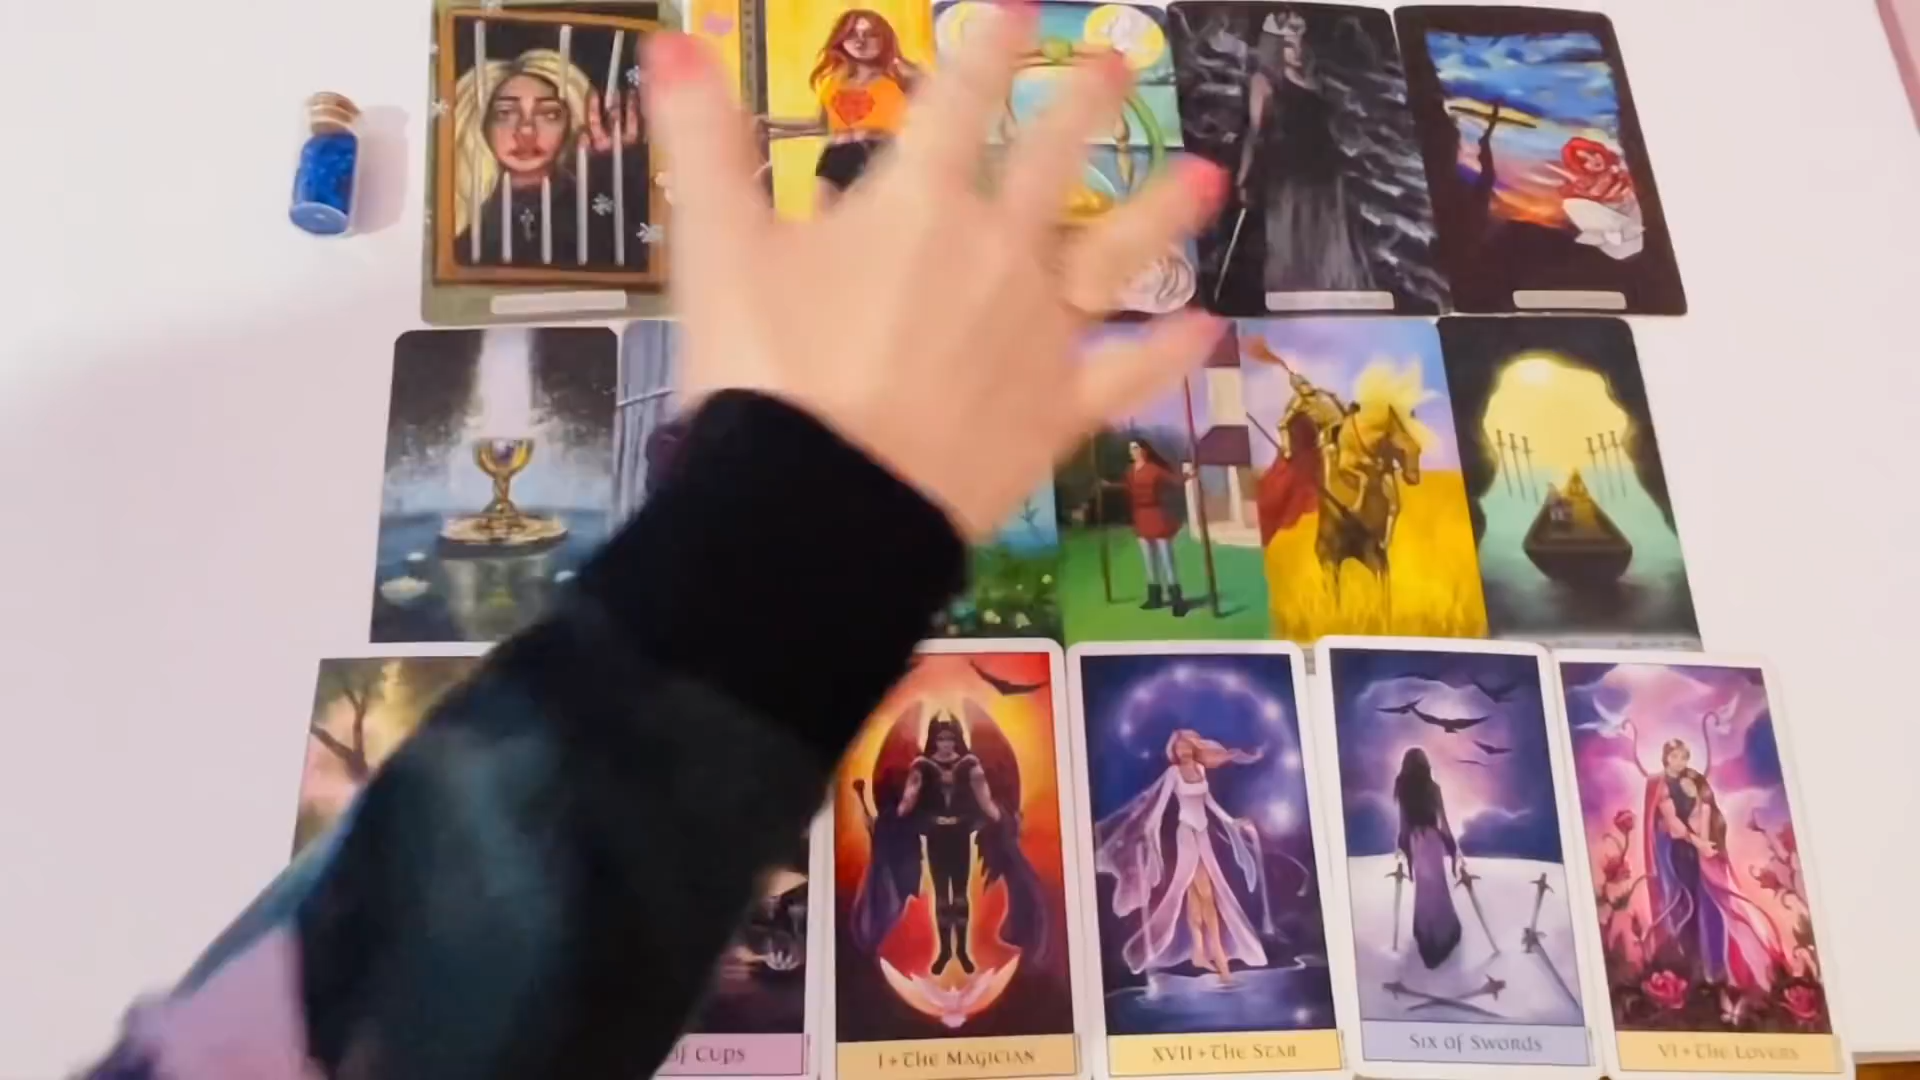 of Cups
I + The Magician
XVII + The Star
Six of Swords
VI + The Lovers